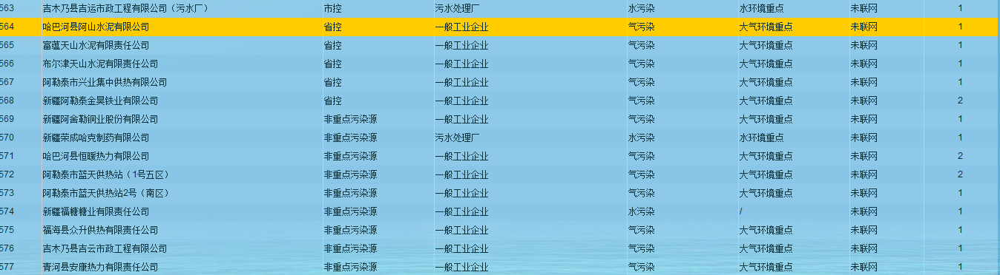 563 吉木乃县吉运市政工程有限公司（污水厂） 市控 污水处理厂 水污染 水环境重点 未联网 1
564 哈巴河县阿山水泥有限公司 省控 一般工业企业 气污染 大气环境重点 未联网 1
565 富蕴天山水泥有限责任公司 省控 一般工业企业 气污染 大气环境重点 未联网 1
566 布尔津天山水泥有限责任公司 省控 一般工业企业 气污染 大气环境重点 未联网 1
567 阿勒泰市兴业集中供热有限公司 省控 一般工业企业 气污染 大气环境重点 未联网 1
568 新疆阿勒泰金昊铁业有限公司 省控 一般工业企业 气污染 大气环境重点 未联网 2
569 新疆阿舍勒铜业股份有限公司 非重点污染源 一般工业企业 气污染 大气环境重点 未联网 1
570 新疆荣成哈克制药有限公司 非重点污染源 污水处理厂 水污染 水环境重点 未联网 1
571 哈巴河县恒暖热力有限公司 非重点污染源 一般工业企业 气污染 大气环境重点 未联网 2
572 阿勒泰市蓝天供热站（1号五区） 非重点污染源 一般工业企业 气污染 大气环境重点 未联网 2
573 阿勒泰市蓝天供热站2号（南区） 非重点污染源 一般工业企业 气污染 大气环境重点 未联网 1
574 新疆福糖糖业有限责任公司 非重点污染源 一般工业企业 水污染 / 未联网 1
575 福海县众升供热有限责任公司 非重点污染源 一般工业企业 气污染 大气环境重点 未联网 1
576 吉木乃县吉云市政工程有限公司 非重点污染源 一般工业企业 气污染 大气环境重点 未联网 1
577 青河县安康热力有限责任公司 非重点污染源 一般工业企业 气污染 大气环境重点 未联网 1